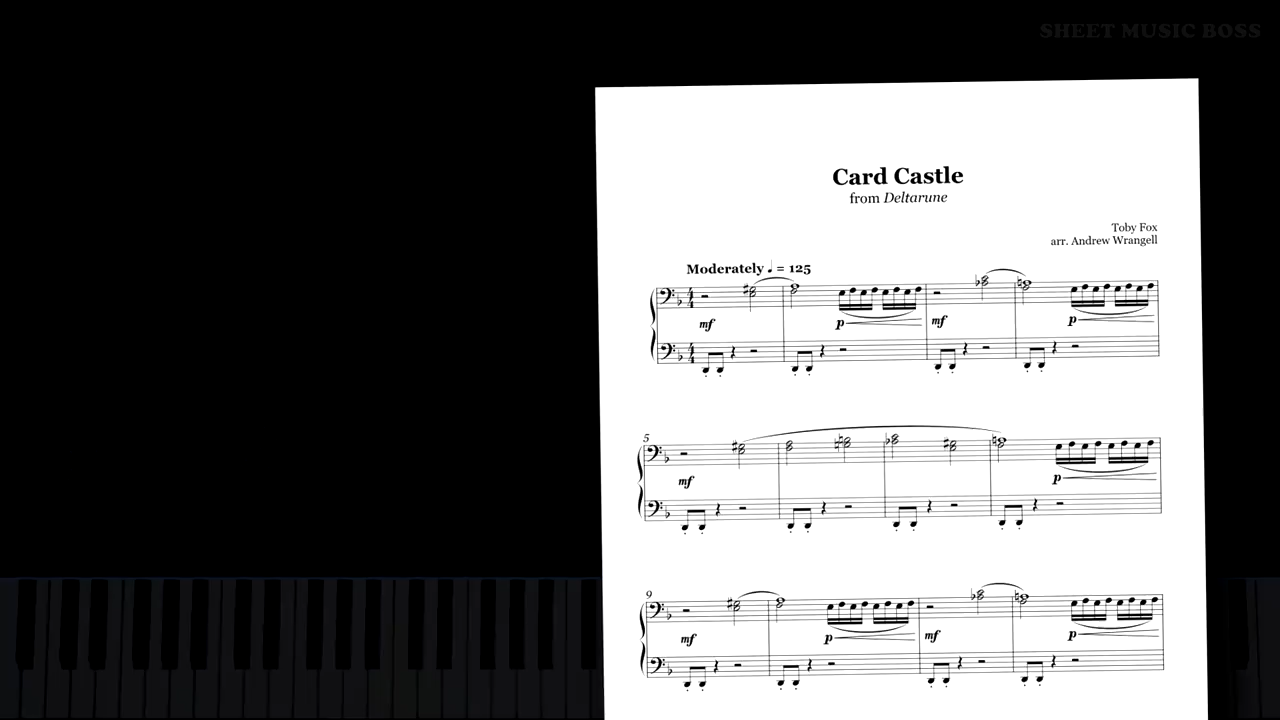 SHEET MUSIC BOSS
Card Castle
from Deltarune
Toby Fox
arr. Andrew Wrangell
Moderately ♩ = 125
mf p mf p
5
mf p
9
mf p mf p